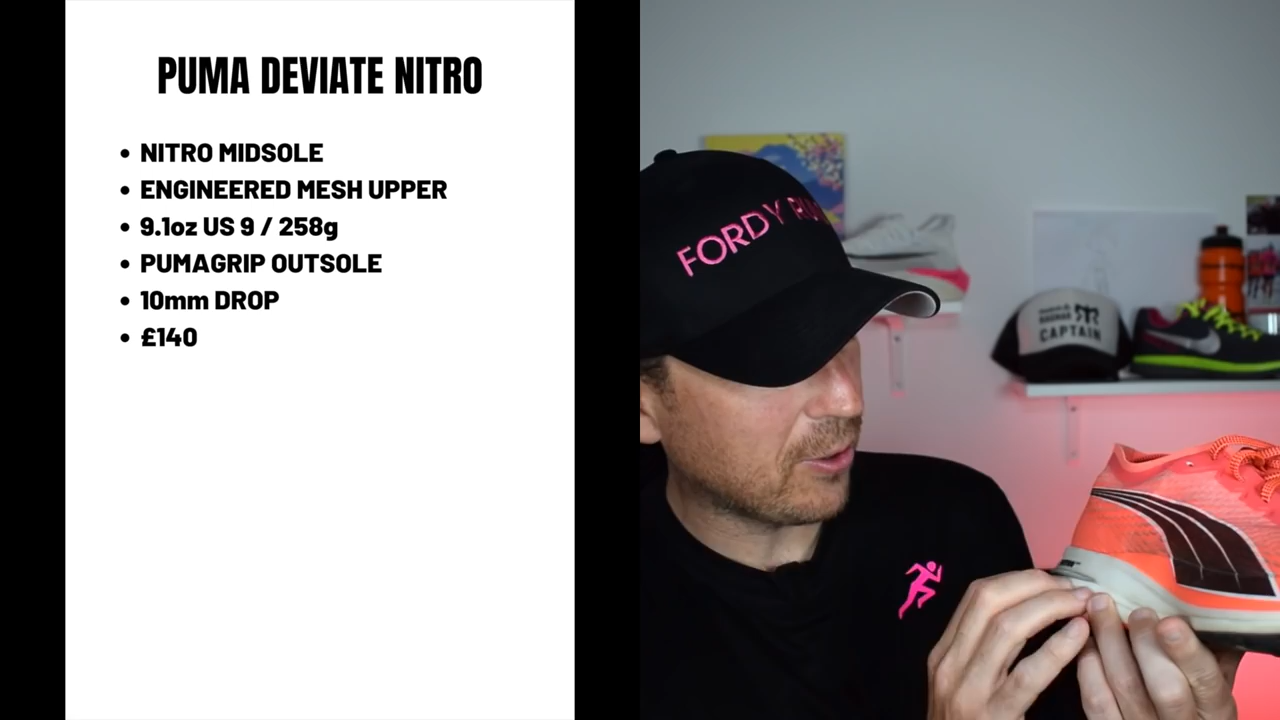 PUMA DEVIATE NITRO
• NITRO MIDSOLE
• ENGINEERED MESH UPPER
• 9.1oz US 9 / 258g
• PUMAGRIP OUTSOLE
• 10mm DROP
• £140
FORDY
CAPTAIN